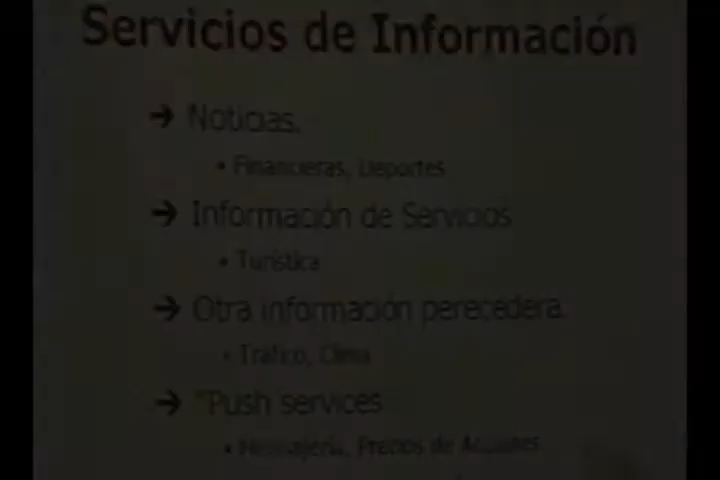 Servicios de Información
➔ Noticias.
• Financieras, Deportes
➔ Información de Servicios
• Turística
➔ Otra información perecedera.
• Tráfico, Clima
➔ "Push services
• Mensajería, Precios de Acciones